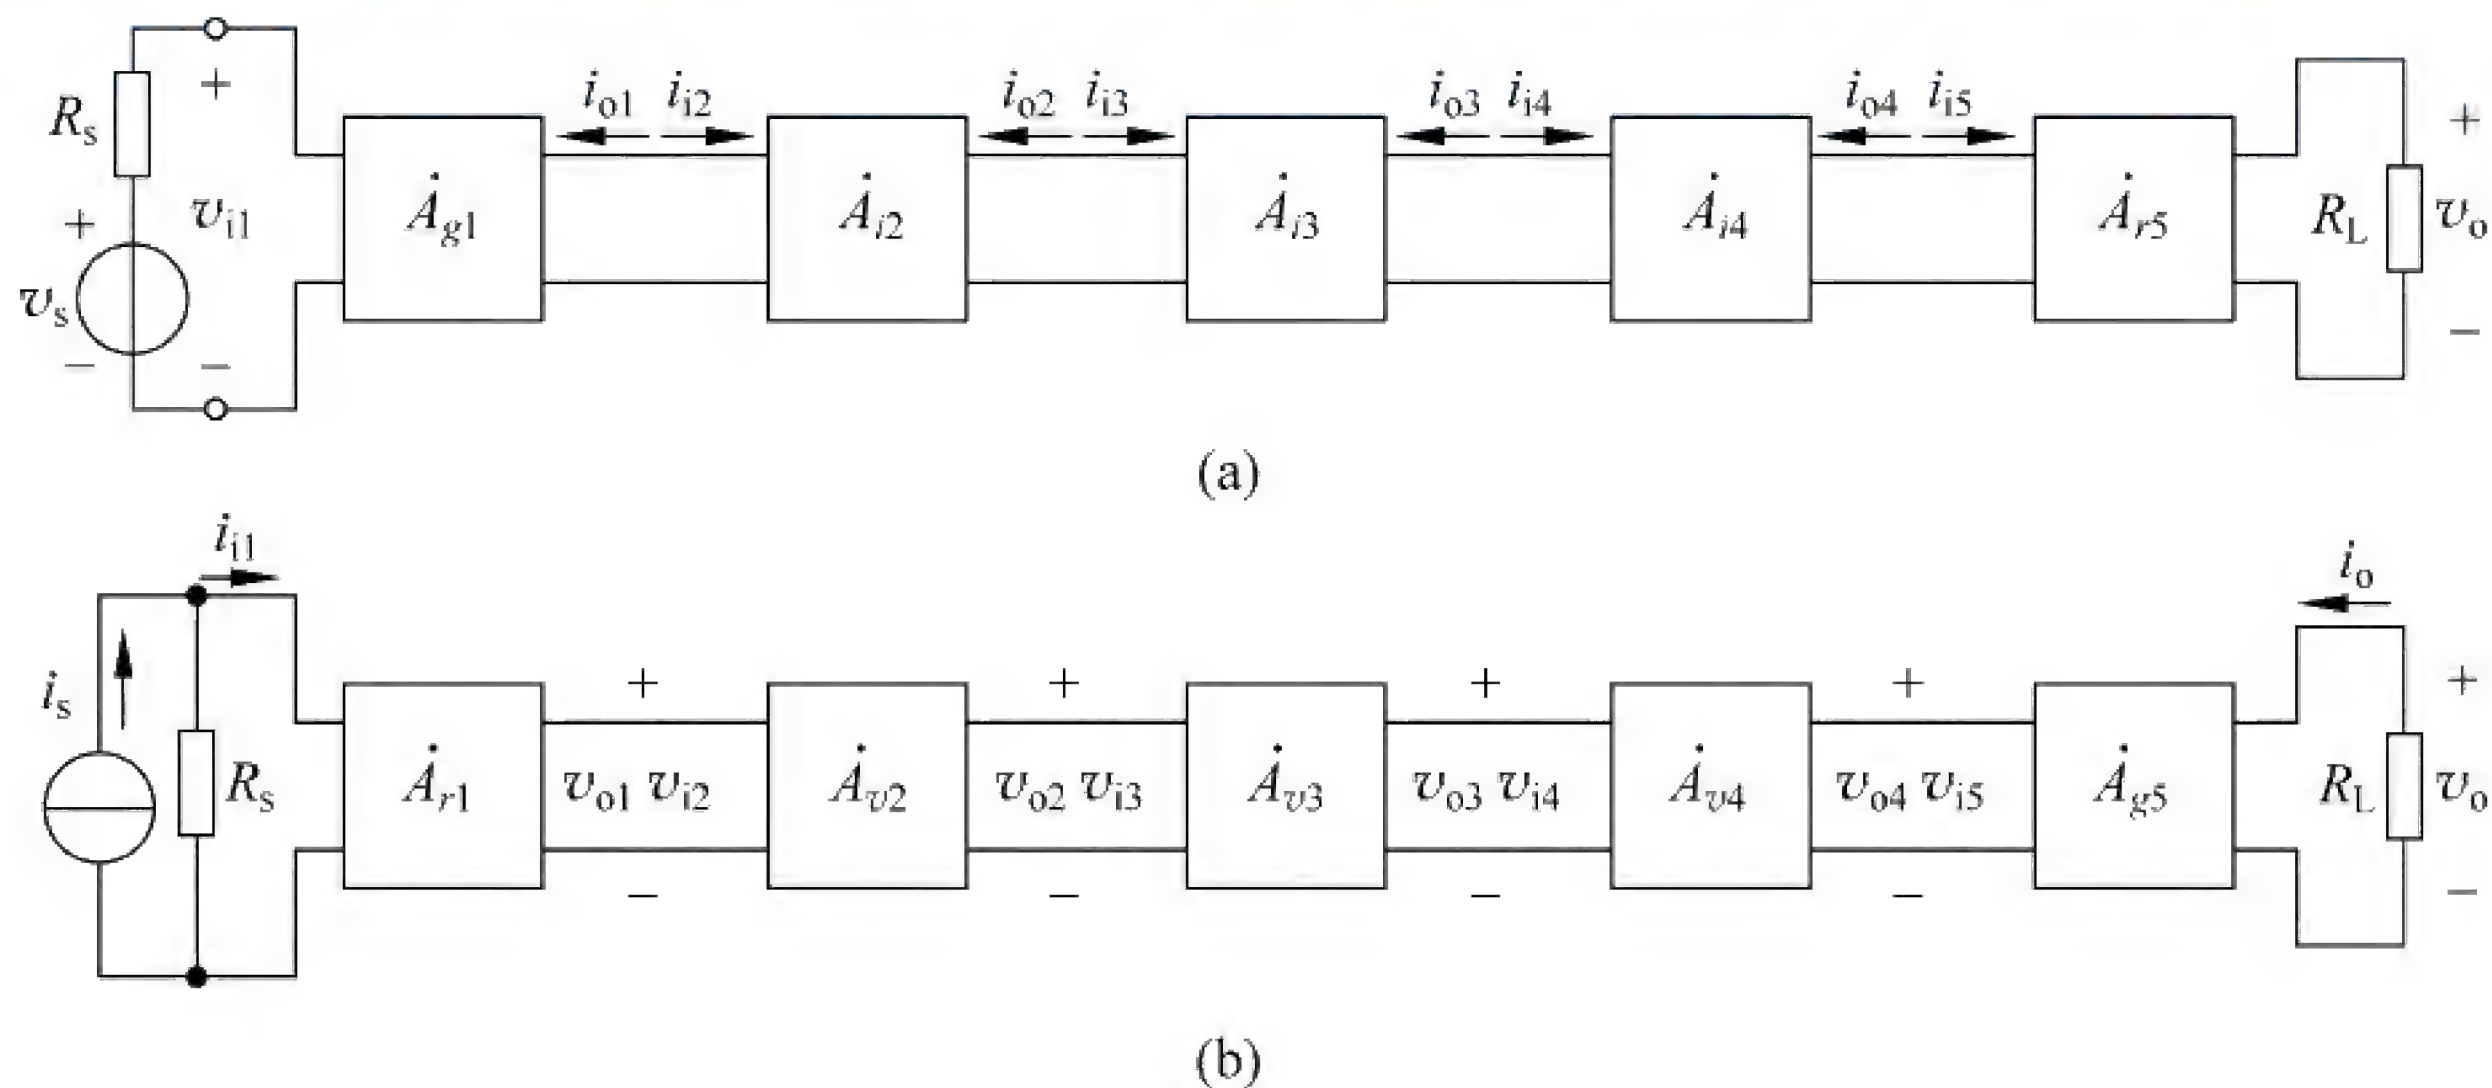 i_o1 i_i2 i_o2 i_i3 i_o3 i_i4 i_o4 i_i5
+ +
R_s
+ v_i1 Ȧ_g1 Ȧ_i2 Ȧ_i3 Ȧ_i4 Ȧ_r5 R_L v_o
v_s
− − −
(a)
i_i1 i_o
+ + + + +
i_s R_s Ȧ_r1 v_o1 v_i2 Ȧ_v2 v_o2 v_i3 Ȧ_v3 v_o3 v_i4 Ȧ_v4 v_o4 v_i5 Ȧ_g5 R_L v_o
− − − − −
(b)